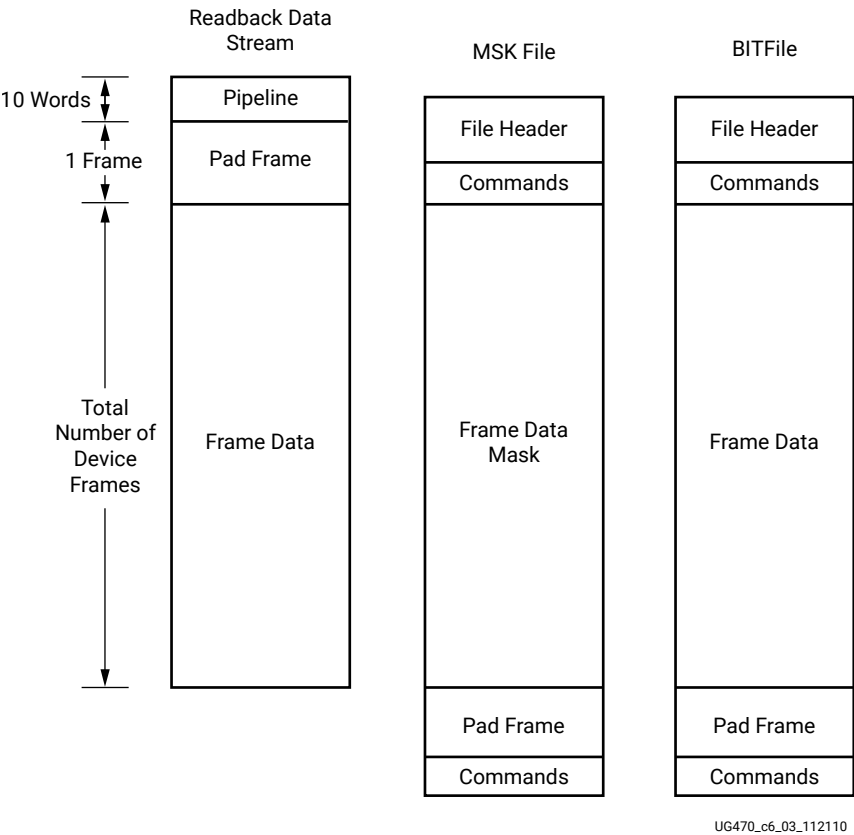 Readback Data
Stream
MSK File
BITFile
10 Words
Pipeline
File Header
File Header
1 Frame
Pad Frame
Commands
Commands
Total
Number of
Device
Frames
Frame Data
Frame Data
Mask
Frame Data
Pad Frame
Pad Frame
Commands
Commands
UG470_c6_03_112110